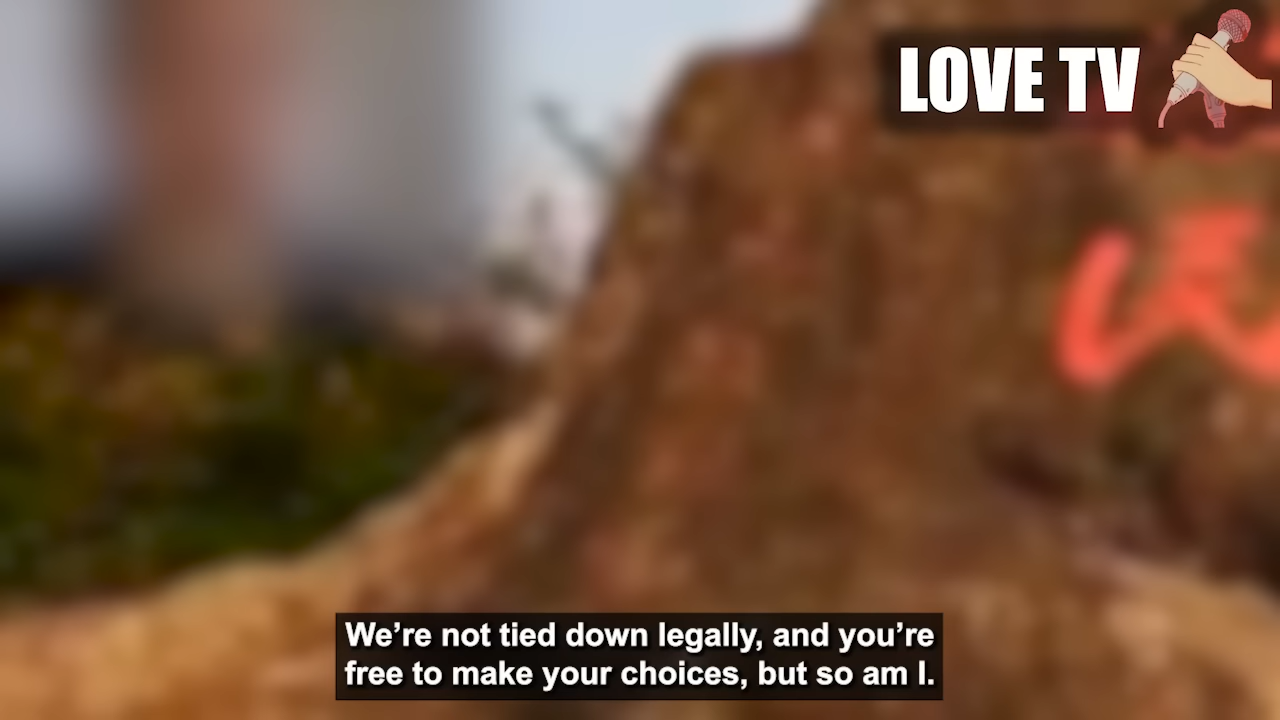 LOVE TV
We’re not tied down legally, and you’re
free to make your choices, but so am I.